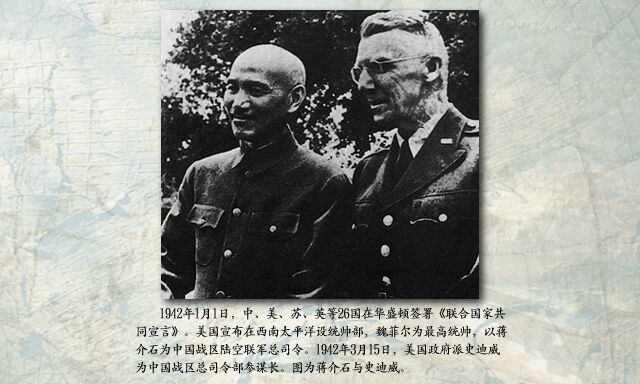 1942年1月1日，中、美、苏、英等26国在华盛顿签署《联合国家共
同宣言》。美国宣布在西南太平洋设统帅部，魏菲尔为最高统帅，以蒋
介石为中国战区陆空联军总司令。1942年3月15日，美国政府派史迪威
为中国战区总司令部参谋长。图为蒋介石与史迪威。